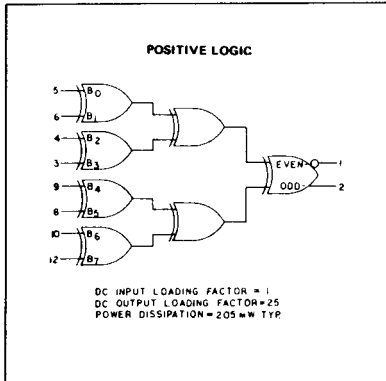 POSITIVE LOGIC
5 B0
6 B1
4 B2
3 B3
9 B4
8 B5
10 B6
12 B7
EVEN 1
ODD 2
DC INPUT LOADING FACTOR = 1
DC OUTPUT LOADING FACTOR=25
POWER DISSIPATION=205 MW TYP.